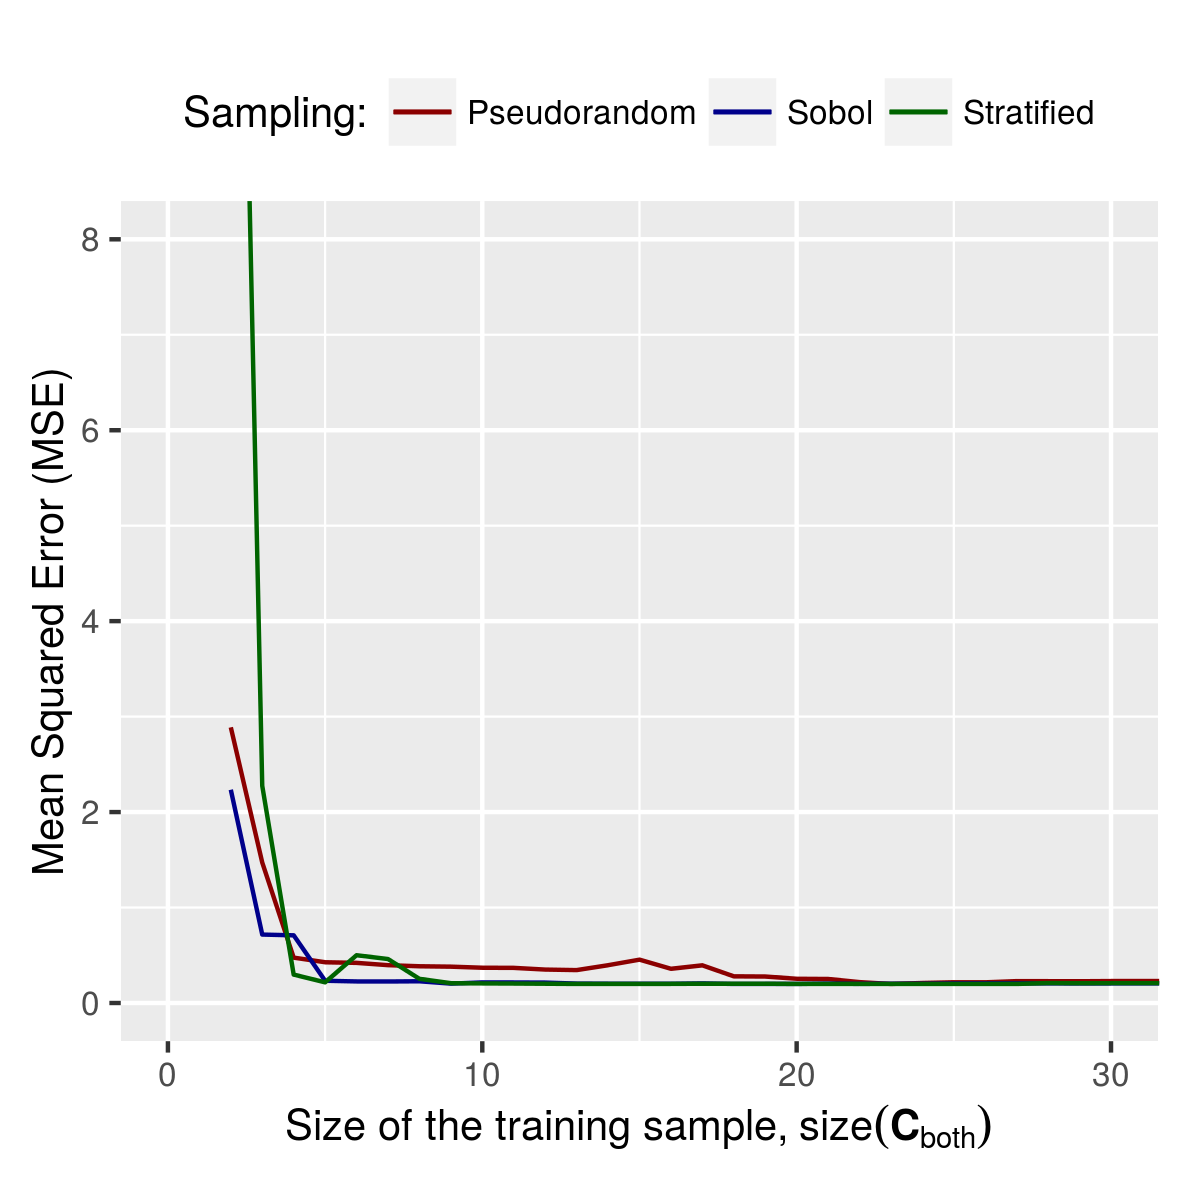 Sampling: Pseudorandom Sobol Stratified
8
6
4
2
0
Mean Squared Error (MSE)
0 10 20 30
Size of the training sample, size(C_both)